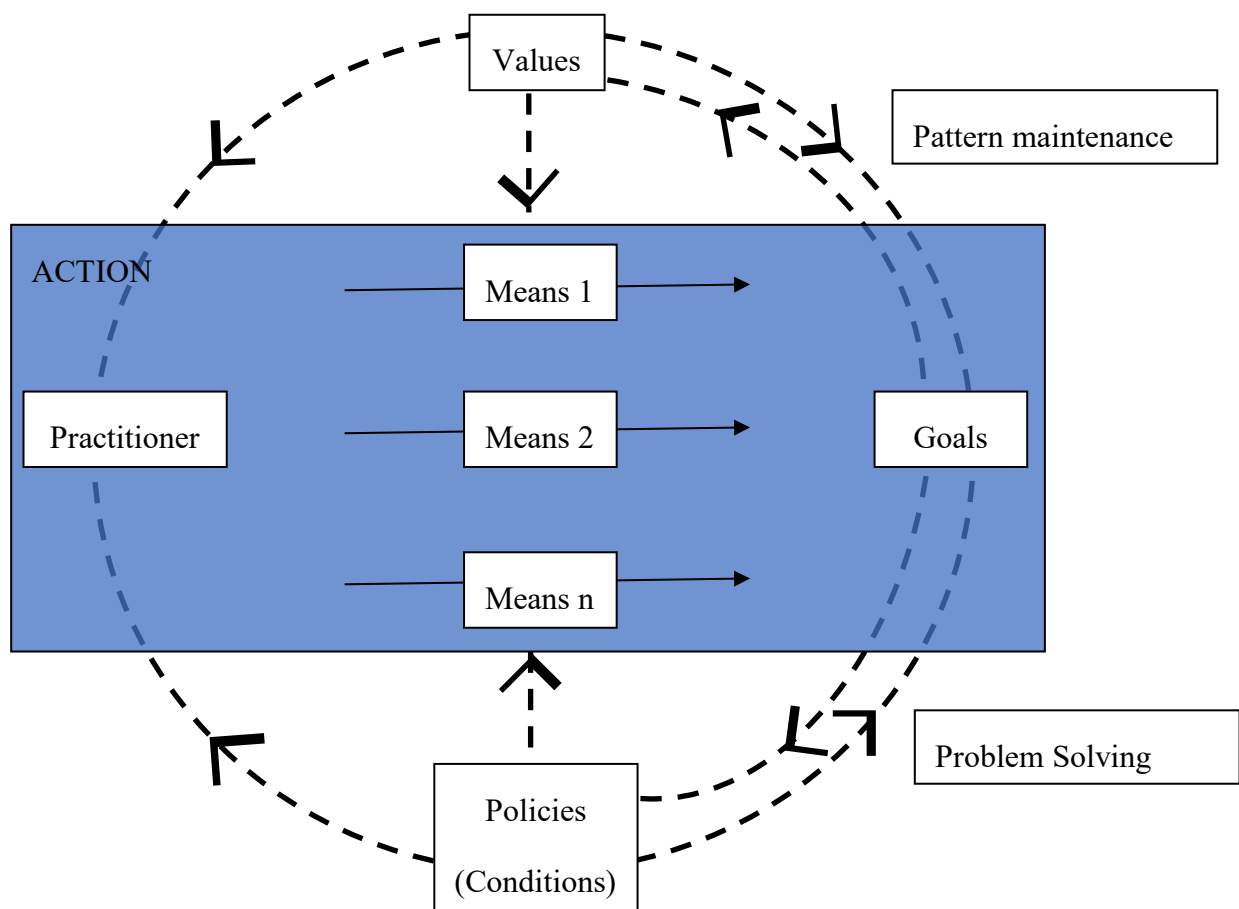 Values
Pattern maintenance
ACTION
Means 1
Practitioner
Means 2
Goals
Means n
Problem Solving
Policies
(Conditions)